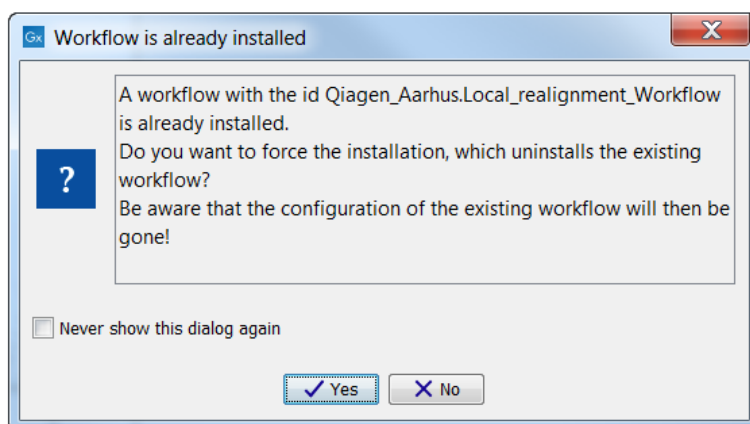 Gx Workflow is already installed
A workflow with the id Qiagen_Aarhus.Local_realignment_Workflow
is already installed.
Do you want to force the installation, which uninstalls the existing
workflow?
?
Be aware that the configuration of the existing workflow will then be
gone!
Never show this dialog again
Yes No